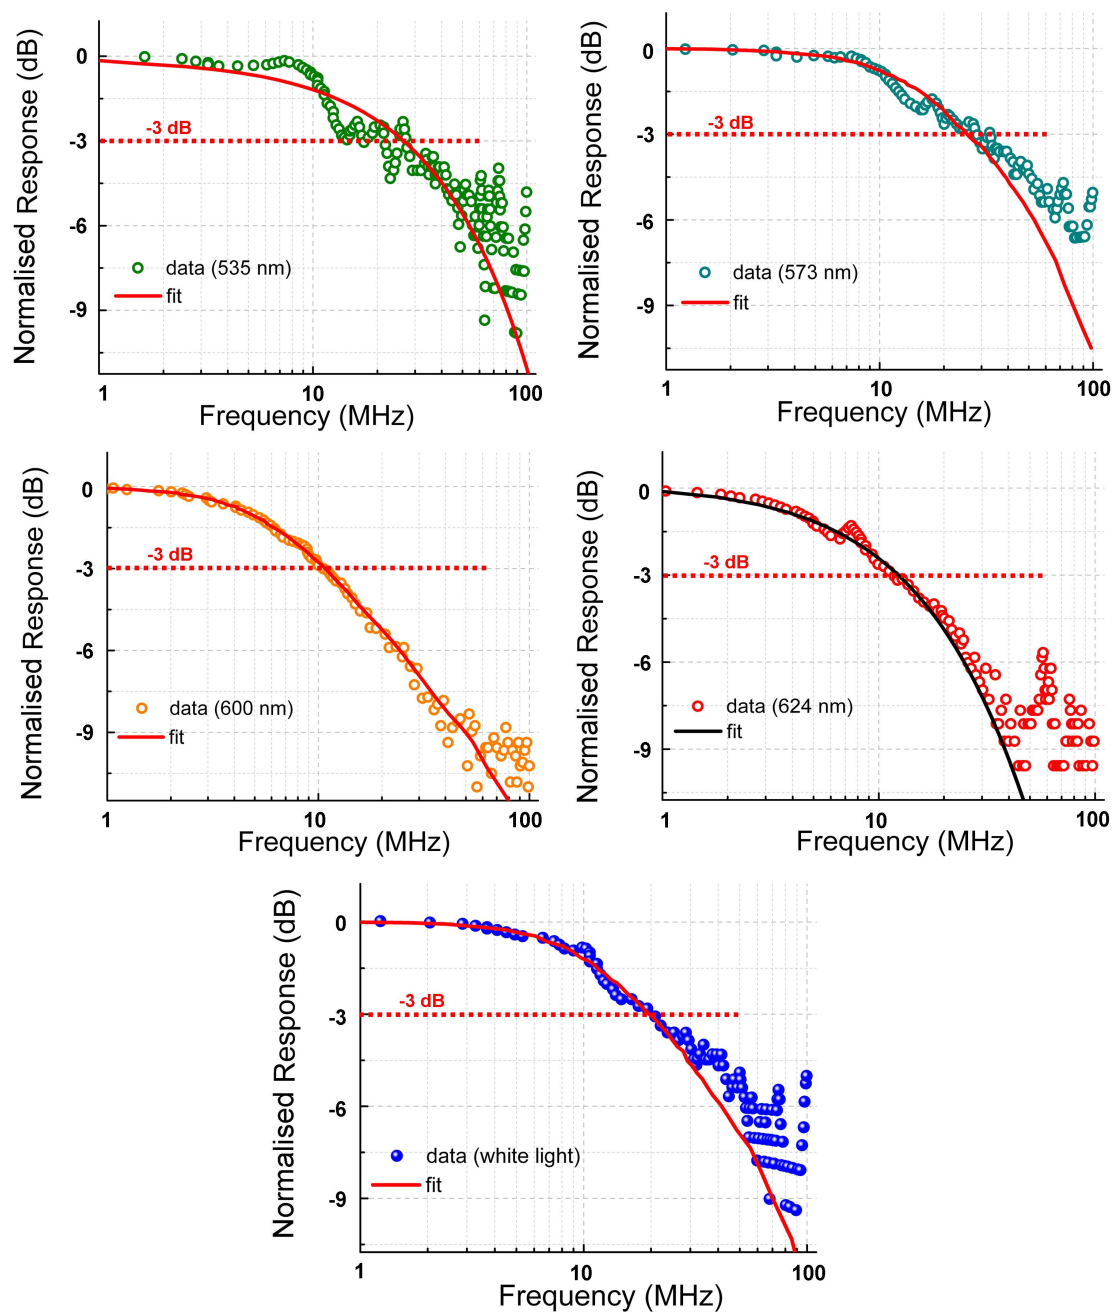 Normalised Response (dB)
0
-3
-6
-9
-3 dB
data (535 nm)
fit
1
10
100
Frequency (MHz)
Normalised Response (dB)
0
-3
-6
-9
-3 dB
data (573 nm)
fit
1
10
100
Frequency (MHz)
Normalised Response (dB)
0
-3
-6
-9
-3 dB
data (600 nm)
fit
1
10
100
Frequency (MHz)
Normalised Response (dB)
0
-3
-6
-9
-3 dB
data (624 nm)
fit
1
10
100
Frequency (MHz)
Normalised Response (dB)
0
-3
-6
-9
-3 dB
data (white light)
fit
1
10
100
Frequency (MHz)